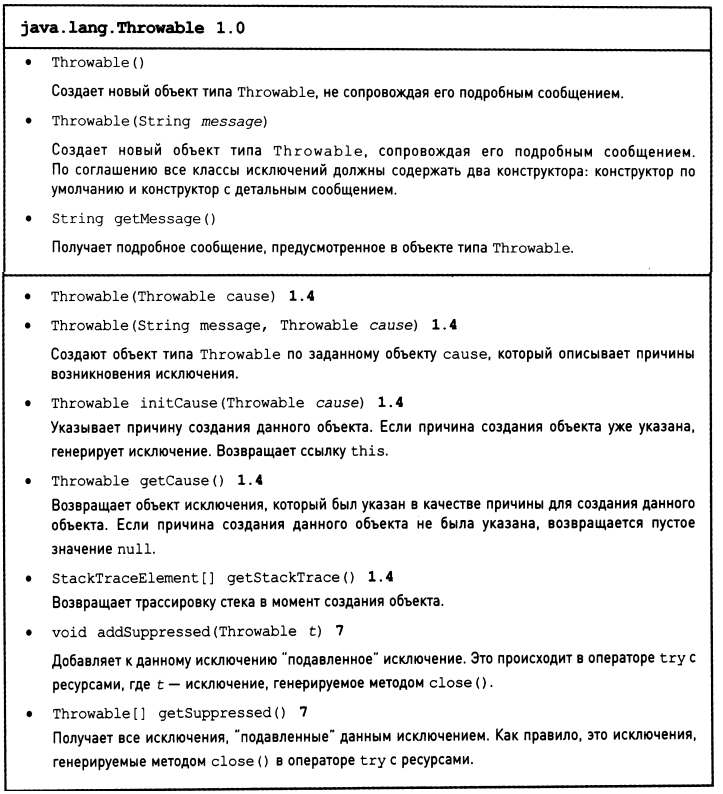 java.lang.Throwable 1.0
• Throwable()
Создает новый объект типа Throwable, не сопровождая его подробным сообщением.
• Throwable(String message)
Создает новый объект типа Throwable, сопровождая его подробным сообщением.
По соглашению все классы исключений должны содержать два конструктора: конструктор по
умолчанию и конструктор с детальным сообщением.
• String getMessage()
Получает подробное сообщение, предусмотренное в объекте типа Throwable.
• Throwable(Throwable cause) 1.4
• Throwable(String message, Throwable cause) 1.4
Создают объект типа Throwable по заданному объекту cause, который описывает причины
возникновения исключения.
• Throwable initCause(Throwable cause) 1.4
Указывает причину создания данного объекта. Если причина создания объекта уже указана,
генерирует исключение. Возвращает ссылку this.
• Throwable getCause() 1.4
Возвращает объект исключения, который был указан в качестве причины для создания данного
объекта. Если причина создания данного объекта не была указана, возвращается пустое
значение null.
• StackTraceElement[] getStackTrace() 1.4
Возвращает трассировку стека в момент создания объекта.
• void addSuppressed(Throwable t) 7
Добавляет к данному исключению "подавленное" исключение. Это происходит в операторе try с
ресурсами, где t — исключение, генерируемое методом close().
• Throwable[] getSuppressed() 7
Получает все исключения, "подавленные" данным исключением. Как правило, это исключения,
генерируемые методом close() в операторе try с ресурсами.